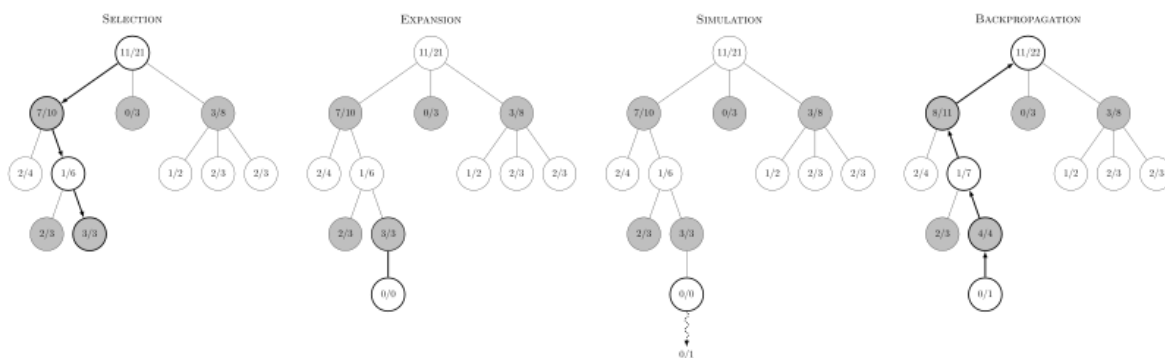 SELECTION
11/21
7/10 0/3 3/8
2/4 1/6 1/2 2/3 2/3
2/3 3/3
EXPANSION
11/21
7/10 0/3 3/8
2/4 1/6 1/2 2/3 2/3
2/3 3/3
0/0
SIMULATION
11/21
7/10 0/3 3/8
2/4 1/6 1/2 2/3 2/3
2/3 3/3
0/0
0/1
BACKPROPAGATION
11/22
8/11 0/3 3/8
2/4 1/7 1/2 2/3 2/3
2/3 4/4
0/1